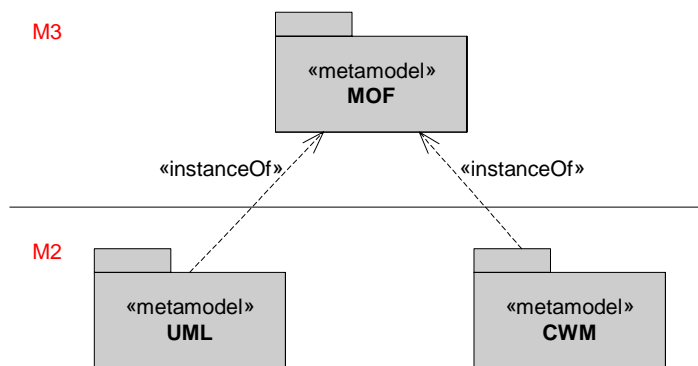 M3
«metamodel»
MOF
«instanceOf»
«instanceOf»
M2
«metamodel»
UML
«metamodel»
CWM